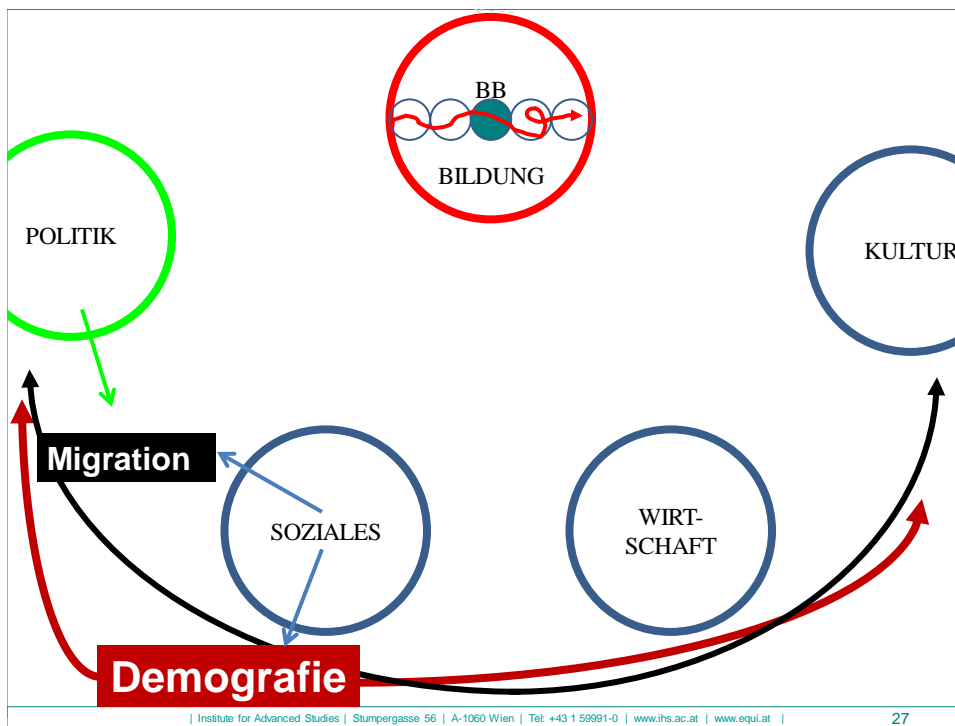 BB
BILDUNG
POLITIK
KULTUR
Migration
SOZIALES
WIRT-
SCHAFT
Demografie
| Institute for Advanced Studies | Stumpergasse 56 | A-1060 Wien | Tel: +43 1 59991-0 | www.ihs.ac.at | www.equi.at |
27